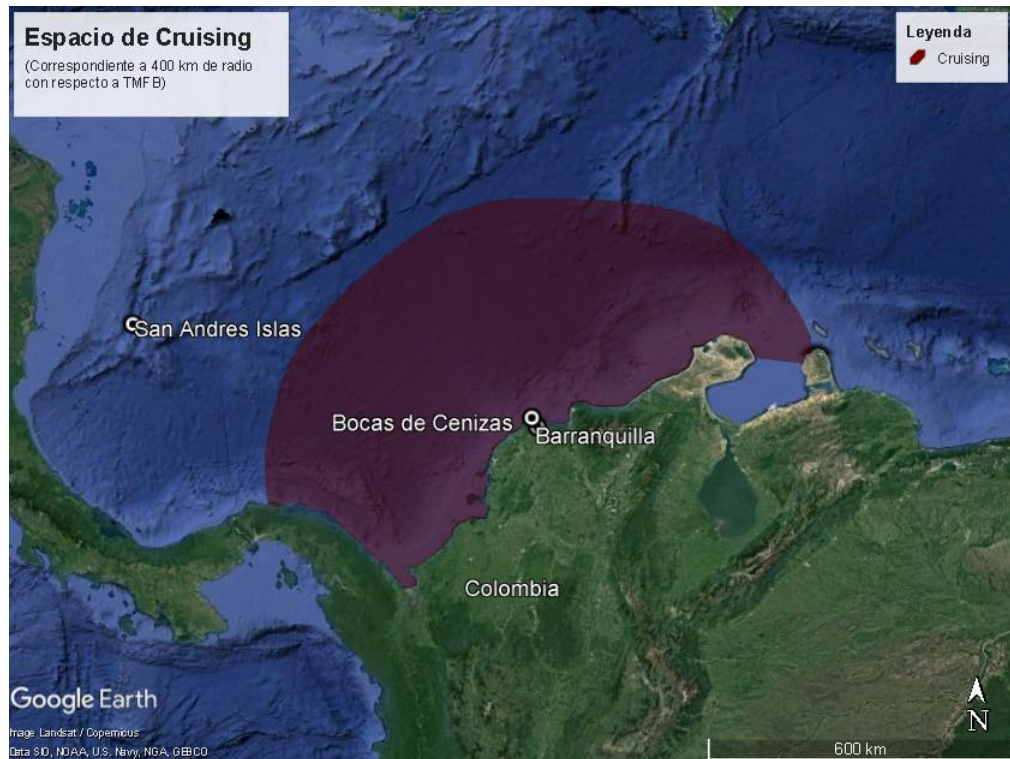 Espacio de Cruising
(Correspondiente a 400 km de radio
con respecto a TMFB)
Leyenda
Cruising
San Andres Islas
Bocas de Cenizas
Barranquilla
Colombia
Google Earth
Image Landsat / Copernicus
Data SIO, NOAA, U.S. Navy, NGA, GEBCO
N
600 km